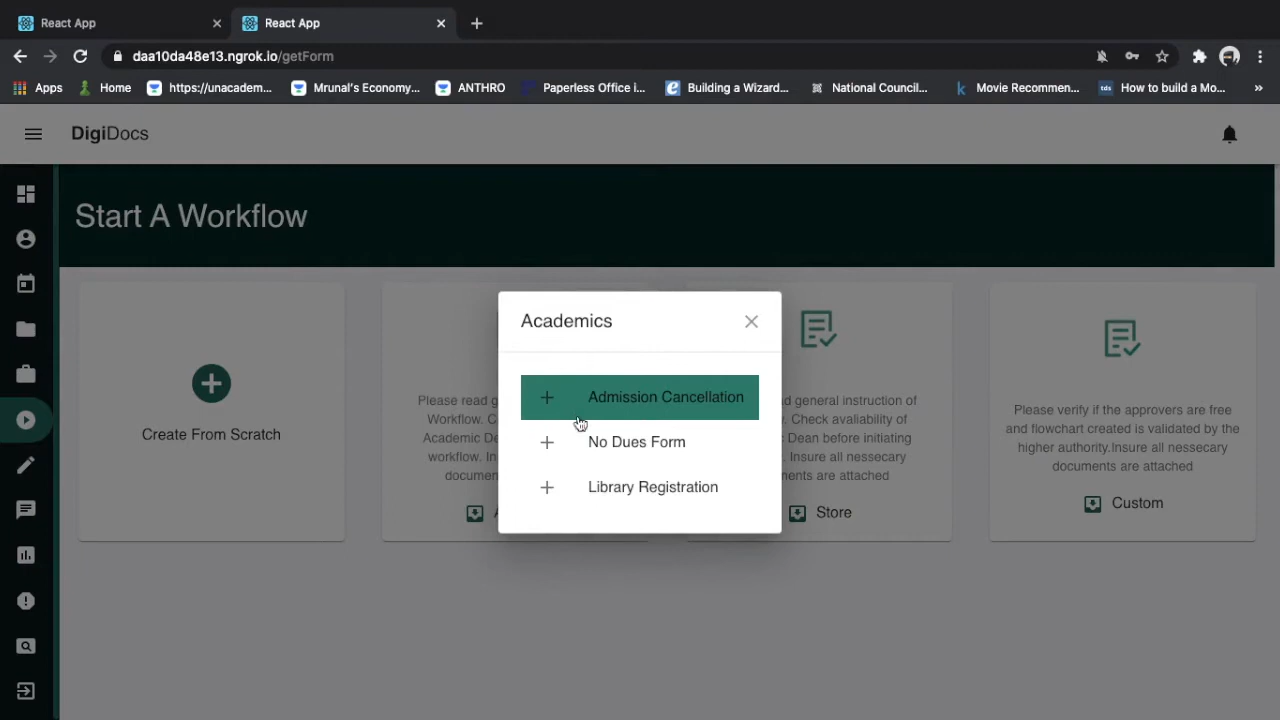 React App
React App
daa10da48e13.ngrok.io/getForm
Apps
Home
https://unacadem...
Mrunal's Economy...
ANTHRO
Paperless Office i...
Building a Wizard...
National Council...
Movie Recommen...
tds
How to build a Mo...
»
DigiDocs
Start A Workflow
Create From Scratch
Please read g
Workflow. C
Academic De
workflow. In
docum
Academics
Admission Cancellation
No Dues Form
Library Registration
d general instruction of
. Check avaliability of
Dean before initiating
. Insure all nessecary
nents are attached
Store
Please verify if the approvers are free
and flowchart created is validated by the
higher authority.Insure all nessecary
documents are attached
Custom